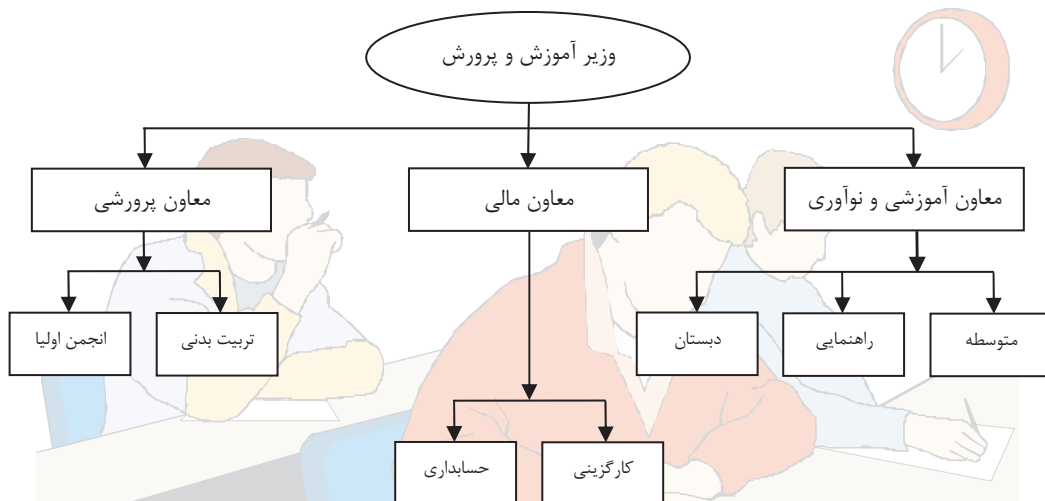 وزیر آموزش و پرورش
معاون آموزشی و نوآوری
معاون مالی
معاون پرورشی
متوسطه
راهنمایی
دبستان
تربیت بدنی
انجمن اولیا
کارگزینی
حسابداری